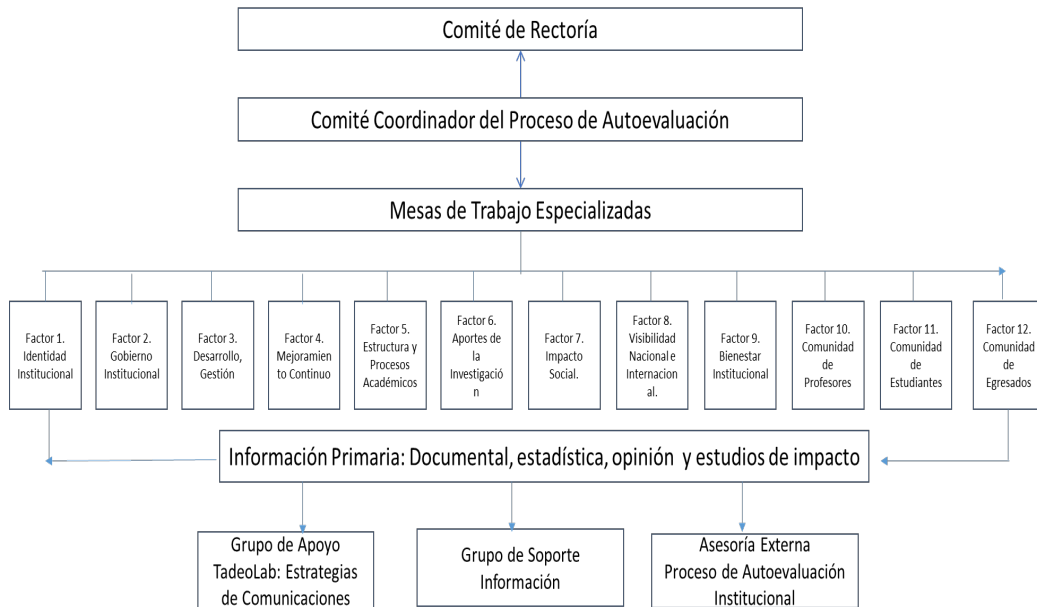 Comité de Rectoría
Comité Coordinador del Proceso de Autoevaluación
Mesas de Trabajo Especializadas
Factor 1.
Identidad
Institucional
Factor 2.
Gobierno
Institucional
Factor 3.
Desarrollo,
Gestión
Factor 4.
Mejoramien
to Continuo
Factor 5.
Estructura y
Procesos
Académicos
Factor 6.
Aportes de
la
Investigació
n
Factor 7.
Impacto
Social.
Factor 8.
Visibilidad
Nacional e
Internacion
al.
Factor 9.
Bienestar
Institucional
Factor 10.
Comunidad
de
Profesores
Factor 11.
Comunidad
de
Estudiantes
Factor 12.
Comunidad
de
Egresados
Información Primaria: Documental, estadística, opinión y estudios de impacto
Grupo de Apoyo
TadeoLab: Estrategias
de Comunicaciones
Grupo de Soporte
Información
Asesoría Externa
Proceso de Autoevaluación
Institucional